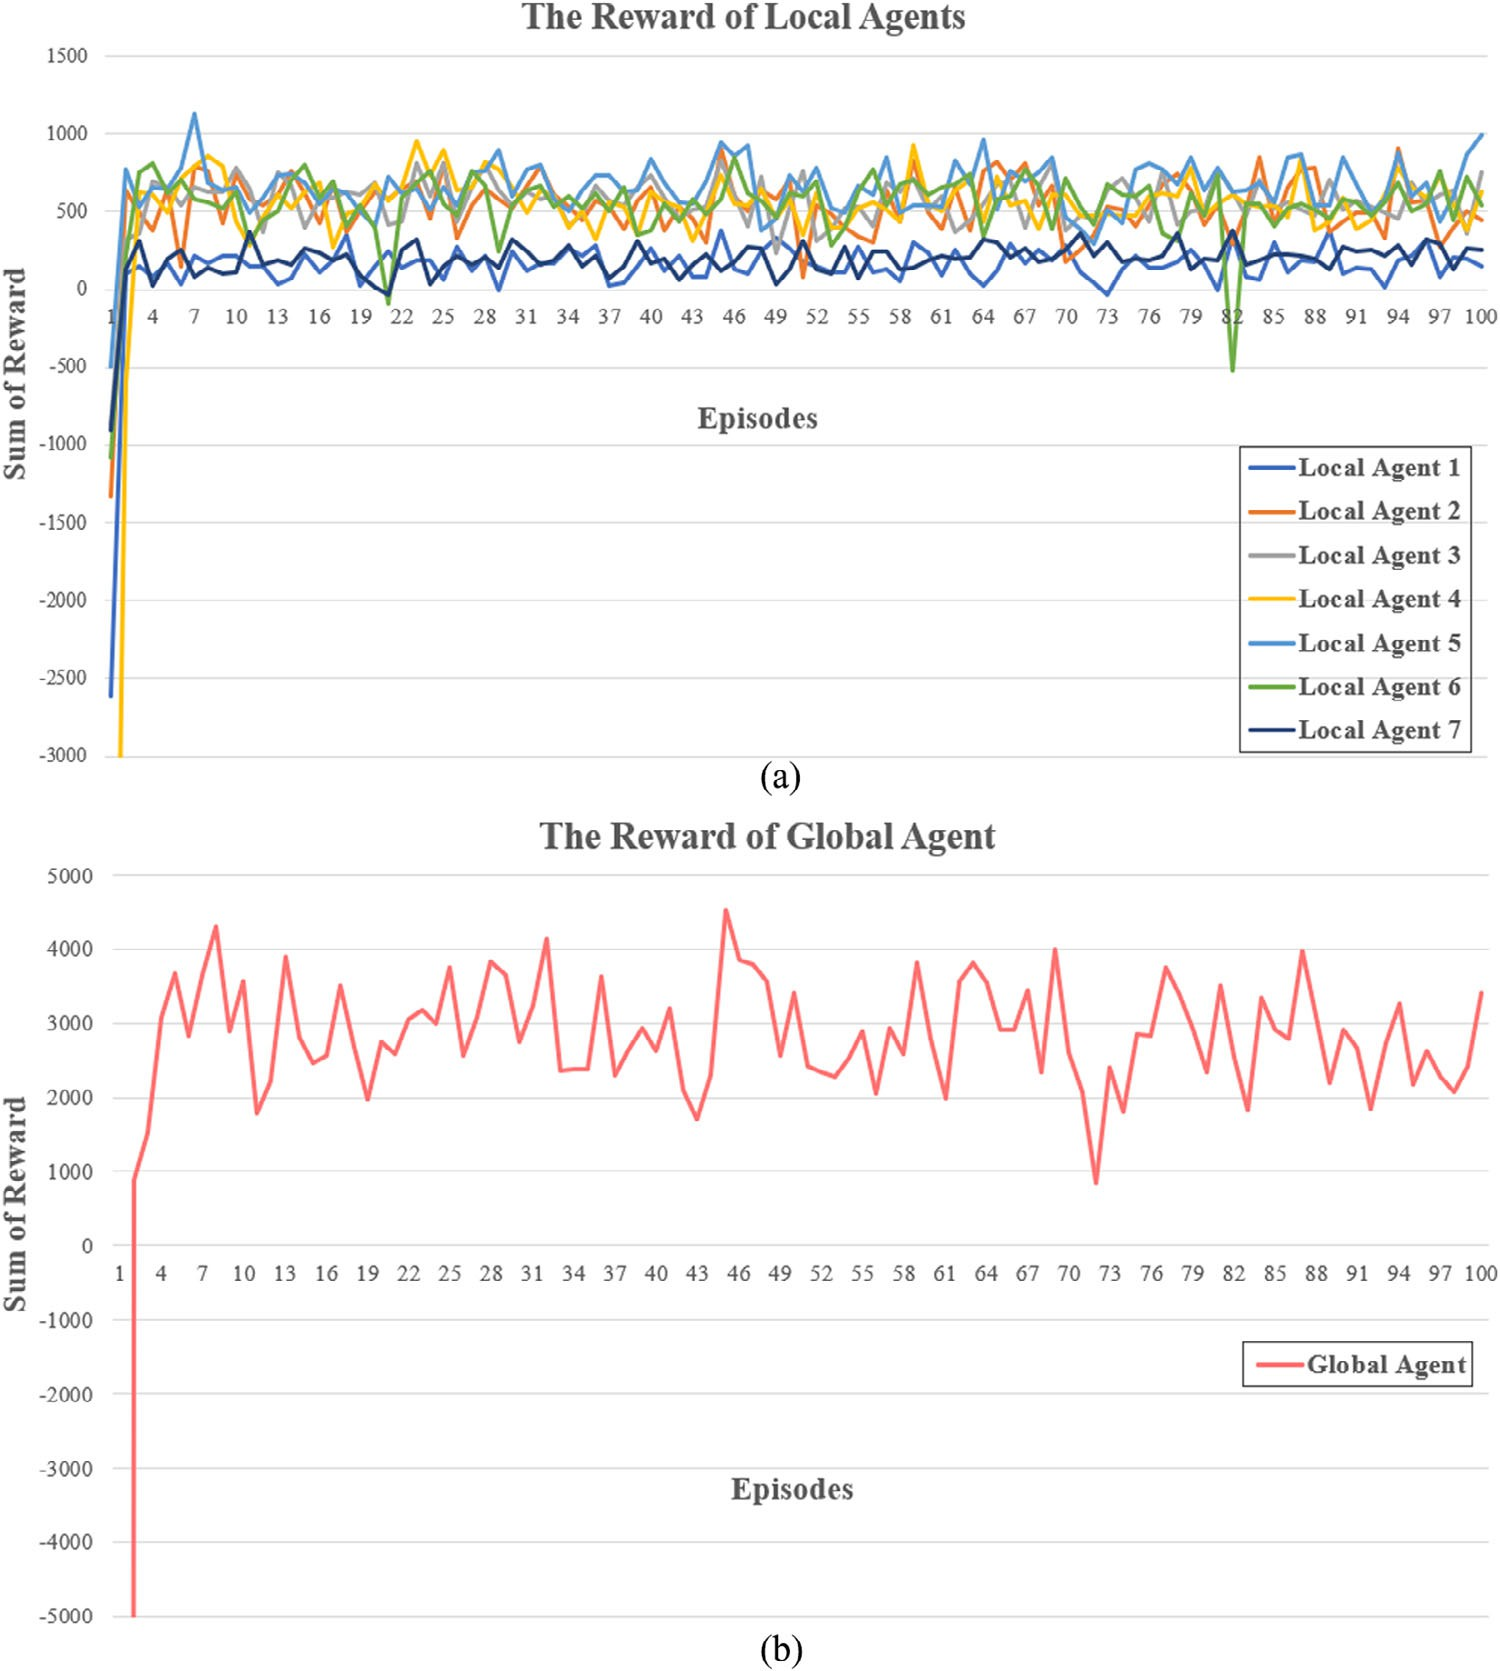 The Reward of Local Agents
1500
1000
500
0
-500
-1000
-1500
-2000
-2500
-3000
Sum of Reward
1 4 7 10 13 16 19 22 25 28 31 34 37 40 43 46 49 52 55 58 61 64 67 70 73 76 79 82 85 88 91 94 97 100
Episodes
Local Agent 1
Local Agent 2
Local Agent 3
Local Agent 4
Local Agent 5
Local Agent 6
Local Agent 7
(a)
The Reward of Global Agent
5000
4000
3000
2000
1000
0
-1000
-2000
-3000
-4000
-5000
Sum of Reward
1 4 7 10 13 16 19 22 25 28 31 34 37 40 43 46 49 52 55 58 61 64 67 70 73 76 79 82 85 88 91 94 97 100
Global Agent
Episodes
(b)